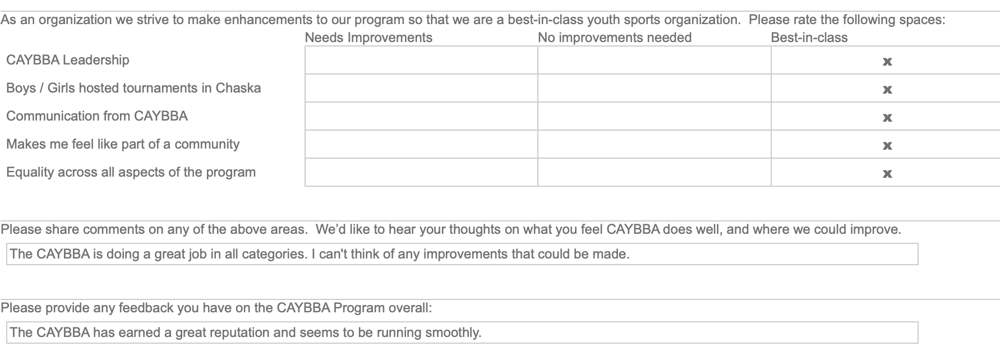 As an organization we strive to make enhancements to our program so that we are a best-in-class youth sports organization.  Please rate the following spaces:
Needs Improvements No improvements needed Best-in-class
CAYBBA Leadership x
Boys / Girls hosted tournaments in Chaska x
Communication from CAYBBA x
Makes me feel like part of a community x
Equality across all aspects of the program x
Please share comments on any of the above areas.  We’d like to hear your thoughts on what you feel CAYBBA does well, and where we could improve.
The CAYBBA is doing a great job in all categories. I can't think of any improvements that could be made.
Please provide any feedback you have on the CAYBBA Program overall:
The CAYBBA has earned a great reputation and seems to be running smoothly.